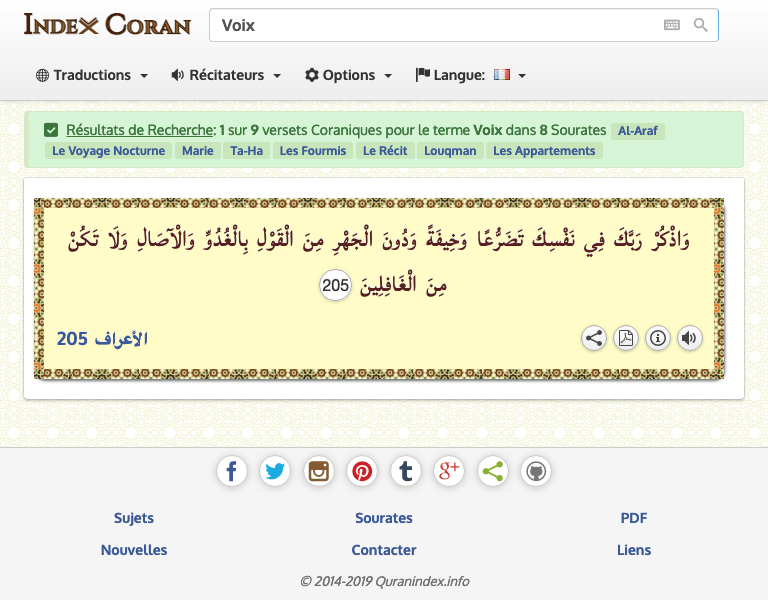 Index Coran
Voix
Traductions Récitateurs Options Langue:
Résultats de Recherche: 1 sur 9 versets Coraniques pour le terme Voix dans 8 Sourates Al-Araf
Le Voyage Nocturne Marie Ta-Ha Les Fourmis Le Récit Louqman Les Appartements
وَاذْكُرْ رَبَّكَ فِي نَفْسِكَ تَضَرُّعًا وَخِيفَةً وَدُونَ الْجَهْرِ مِنَ الْقَوْلِ بِالْغُدُوِّ وَالْآصَالِ وَلَا تَكُنْ
مِنَ الْغَافِلِينَ 205
الأعراف 205
Sujets Sourates PDF
Nouvelles Contacter Liens
© 2014-2019 Quranindex.info